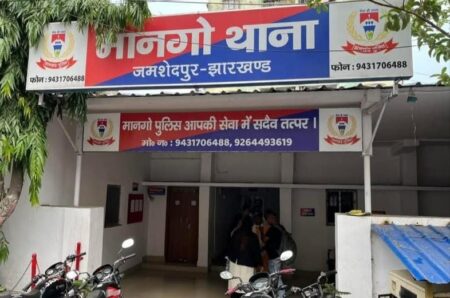 मानगो थाना
जमशेदपुर-झारखण्ड
फोन : 9431706488
: 9431706488
मानगो पुलिस आपकी सेवा में सदैव तत्पर ।
मो० न० : 9431706488, 9264493619